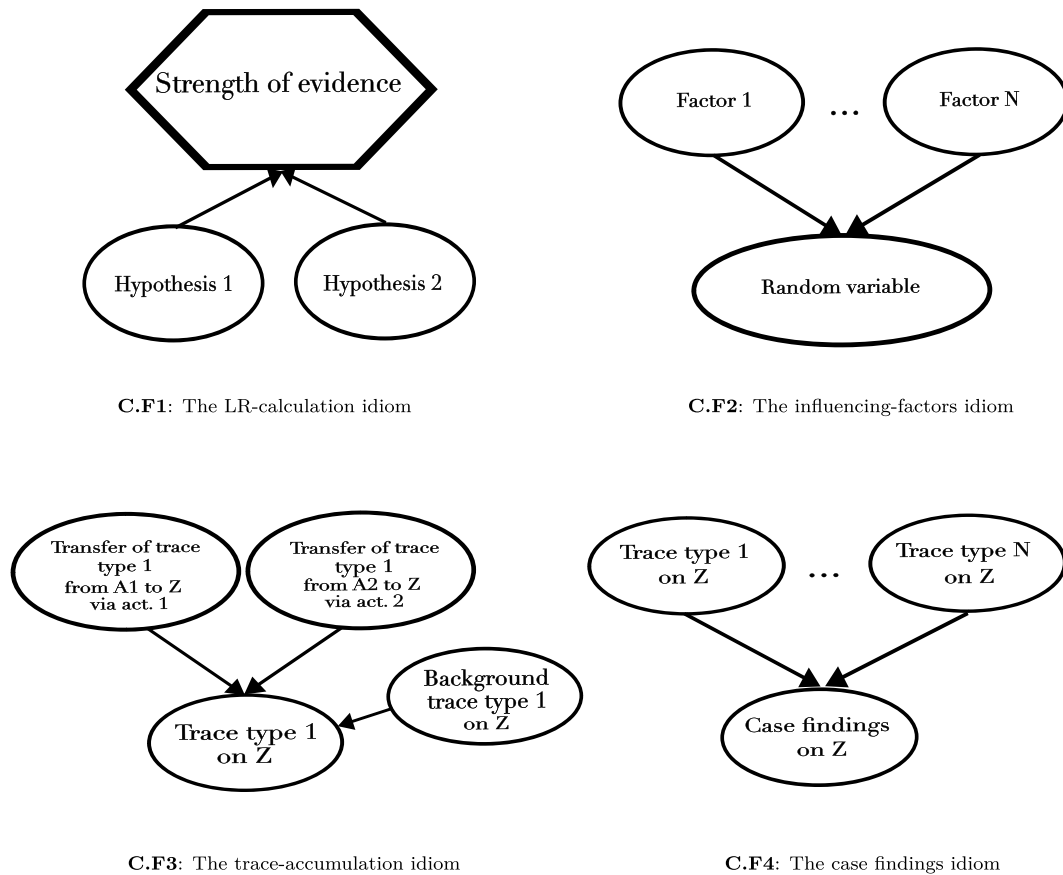 Strength of evidence
Hypothesis 1
Hypothesis 2
C.F1: The LR-calculation idiom
Factor 1
...
Factor N
Random variable
C.F2: The influencing-factors idiom
Transfer of trace
type 1
from A1 to Z
via act. 1
Transfer of trace
type 1
from A2 to Z
via act. 2
Background
trace type 1
on Z
Trace type 1
on Z
C.F3: The trace-accumulation idiom
Trace type 1
on Z
...
Trace type N
on Z
Case findings
on Z
C.F4: The case findings idiom